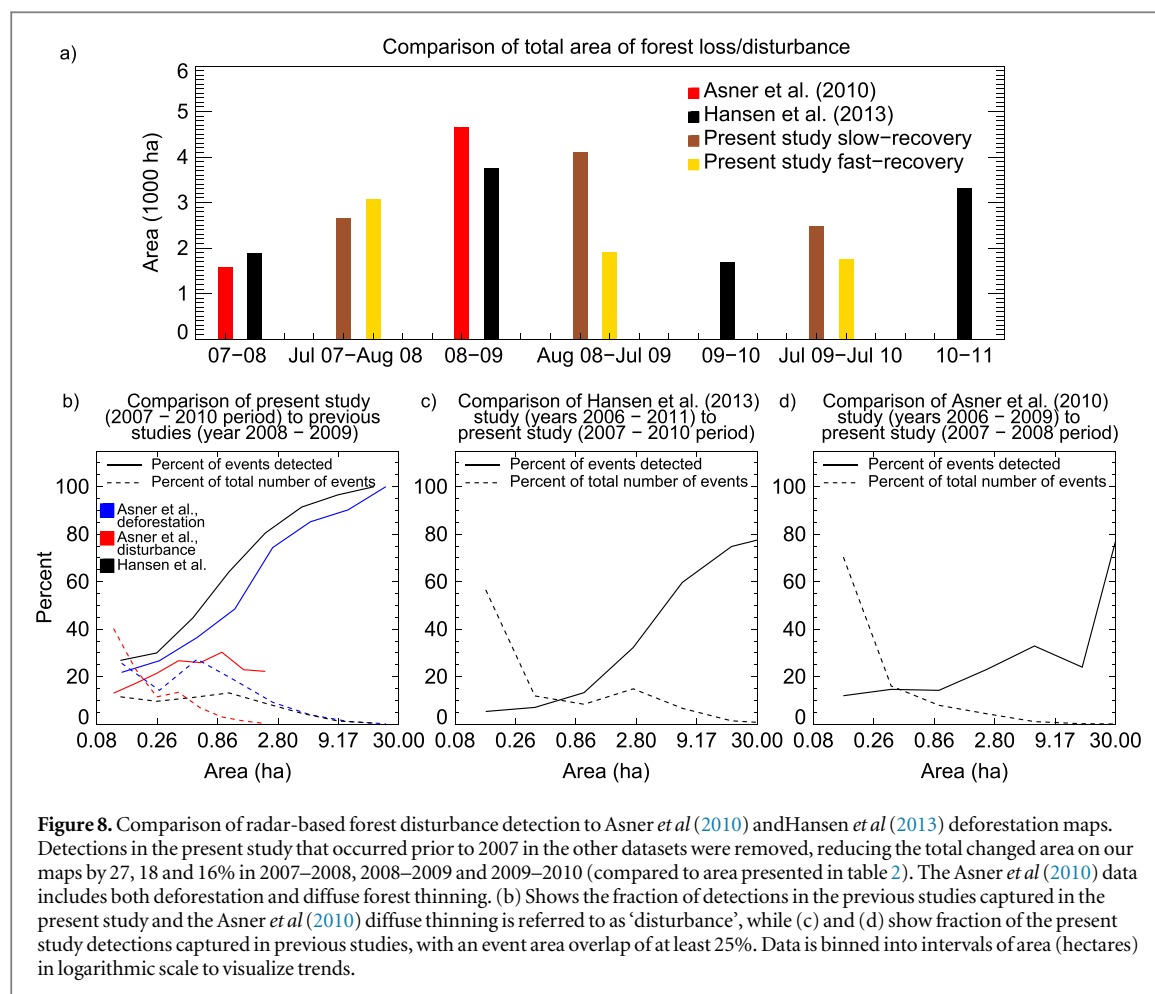 a)
Comparison of total area of forest loss/disturbance
Area (1000 ha)
6
5
4
3
2
1
0
Asner et al. (2010)
Hansen et al. (2013)
Present study slow−recovery
Present study fast−recovery
07−08 Jul 07−Aug 08 08−09 Aug 08−Jul 09 09−10 Jul 09−Jul 10 10−11
b)
Comparison of present study
(2007 − 2010 period) to previous
studies (year 2008 − 2009)
Percent of events detected
Percent of total number of events
Asner et al.,
deforestation
Asner et al.,
disturbance
Hansen et al.
Percent
100
80
60
40
20
0
0.08 0.26 0.86 2.80 9.17 30.00
Area (ha)
c)
Comparison of Hansen et al. (2013)
study (years 2006 − 2011) to
present study (2007 − 2010 period)
Percent of events detected
Percent of total number of events
100
80
60
40
20
0
0.08 0.26 0.86 2.80 9.17 30.00
Area (ha)
d)
Comparison of Asner et al. (2010)
study (years 2006 − 2009) to
present study (2007 − 2008 period)
Percent of events detected
Percent of total number of events
100
80
60
40
20
0
0.08 0.26 0.86 2.80 9.17 30.00
Area (ha)
Figure 8. Comparison of radar-based forest disturbance detection to Asner et al (2010) andHansen et al (2013) deforestation maps.
Detections in the present study that occurred prior to 2007 in the other datasets were removed, reducing the total changed area on our
maps by 27, 18 and 16% in 2007–2008, 2008–2009 and 2009–2010 (compared to area presented in table 2). The Asner et al (2010) data
includes both deforestation and diffuse forest thinning. (b) Shows the fraction of detections in the previous studies captured in the
present study and the Asner et al (2010) diffuse thinning is referred to as ‘disturbance’, while (c) and (d) show fraction of the present
study detections captured in previous studies, with an event area overlap of at least 25%. Data is binned into intervals of area (hectares)
in logarithmic scale to visualize trends.